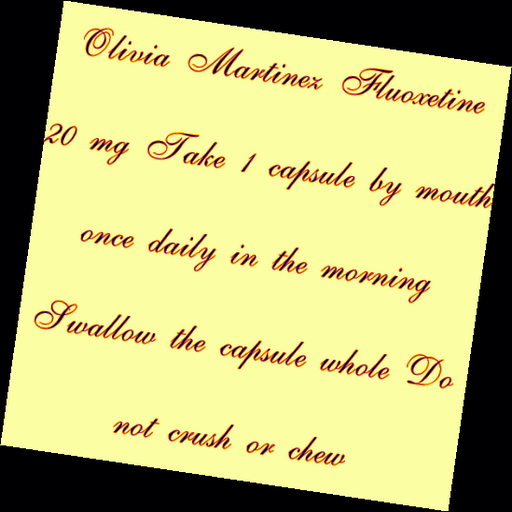 Olivia Martinez Fluoxetine
20 mg Take 1 capsule by mouth
once daily in the morning
Swallow the capsule whole Do
not crush or chew